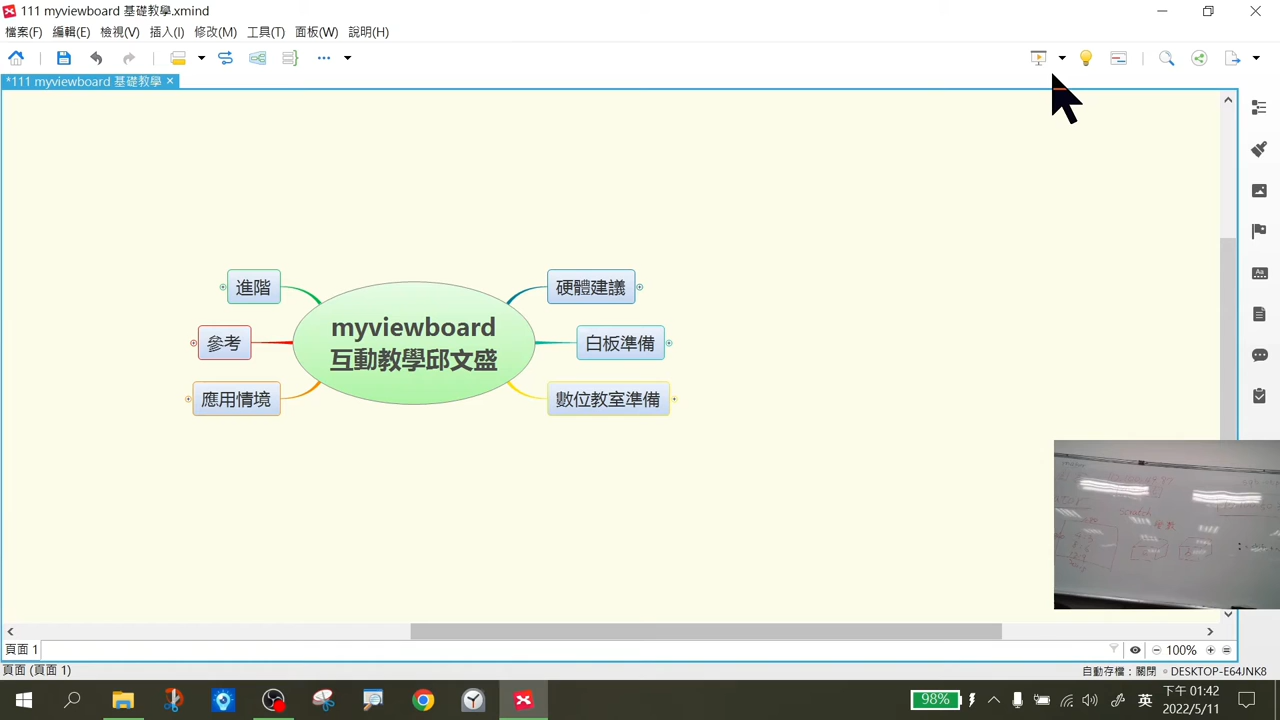 111 myviewboard 基礎教學.xmind
檔案(F) 編輯(E) 檢視(V) 插入(I) 修改(M) 工具(T) 面板(W) 說明(H)
*111 myviewboard 基礎教學 ×
進階
硬體建議
參考
myviewboard
互動教學邱文盛
白板準備
應用情境
數位教室準備
Scratch
頁面 1
100%
頁面 (頁面 1)
自動存檔：關閉
DESKTOP-E64JNK8
98%
英
下午 01:42
2022/5/11